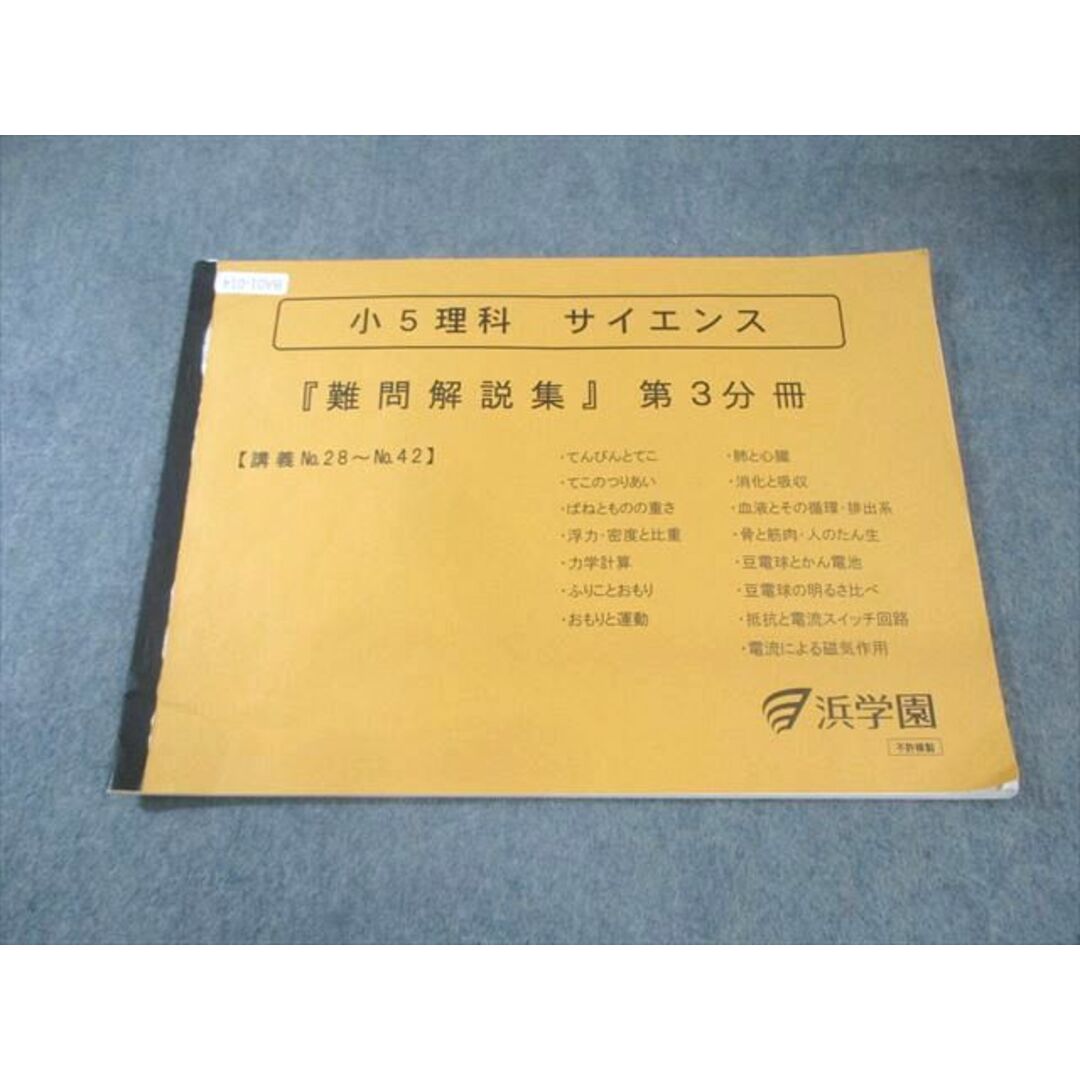 BA01-014
小5理科 サイエンス
『難問解説集』 第3分冊
【講義№28～№42】
・てんびんとてこ
・てこのつりあい
・ばねとものの重さ
・浮力・密度と比重
・力学計算
・ふりことおもり
・おもりと運動
・肺と心臓
・消化と吸収
・血液とその循環・排出系
・骨と筋肉・人のたん生
・豆電球とかん電池
・豆電球の明るさ比べ
・抵抗と電流スイッチ回路
・電流による磁気作用
浜学園
不許複製